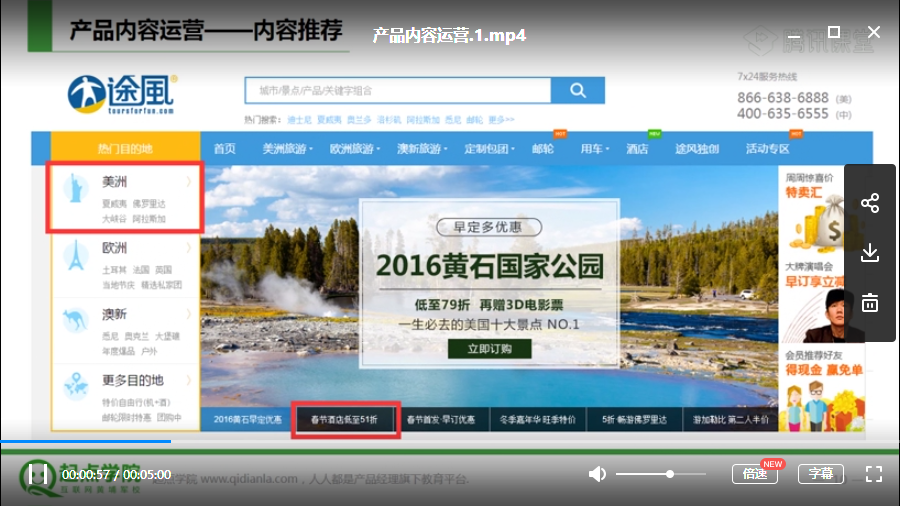 产品内容运营——内容推荐
产品内容运营.1.mp4
腾讯课堂
途風®
toursforfun.com
城市/景点/产品/关键字组合
7x24服务热线
866-638-6888 (美)
400-635-6555 (中)
热门搜索: 迪士尼 夏威夷 奥兰多 洛杉矶 阿拉斯加 悉尼 邮轮 更多>>
HOT NEW HOT
热门目的地 首页 美洲旅游 欧洲旅游 澳新旅游 定制包团 邮轮 用车 酒店 途风独创 活动专区
美洲
夏威夷 佛罗里达
大峡谷 阿拉斯加
欧洲
土耳其 法国 英国
当地节庆 精选私家团
澳新
悉尼 奥克兰 大堡礁
年度爆品 户外
更多目的地
特价自由行(机+酒)
邮轮限时特惠 团购中
早定多优惠
2016黄石国家公园
低至79折 再赠3D电影票
一生必去的美国十大景点 NO.1
立即订购
周周惊喜价
特卖汇
大牌演唱会
早订享立减
会员推荐好友
得现金 赢免单
2016黄石早定优惠 春节酒店低至51折 春节首发·早订优惠 冬季嘉年华 旺季特价 5折·畅游佛罗里达 游加勒比 第二人半价
起点学院
互联网黄埔军校
起点学院 www.qidianla.com，人人都是产品经理旗下教育平台.
00:00:57 / 00:05:00
倍速 NEW
字幕